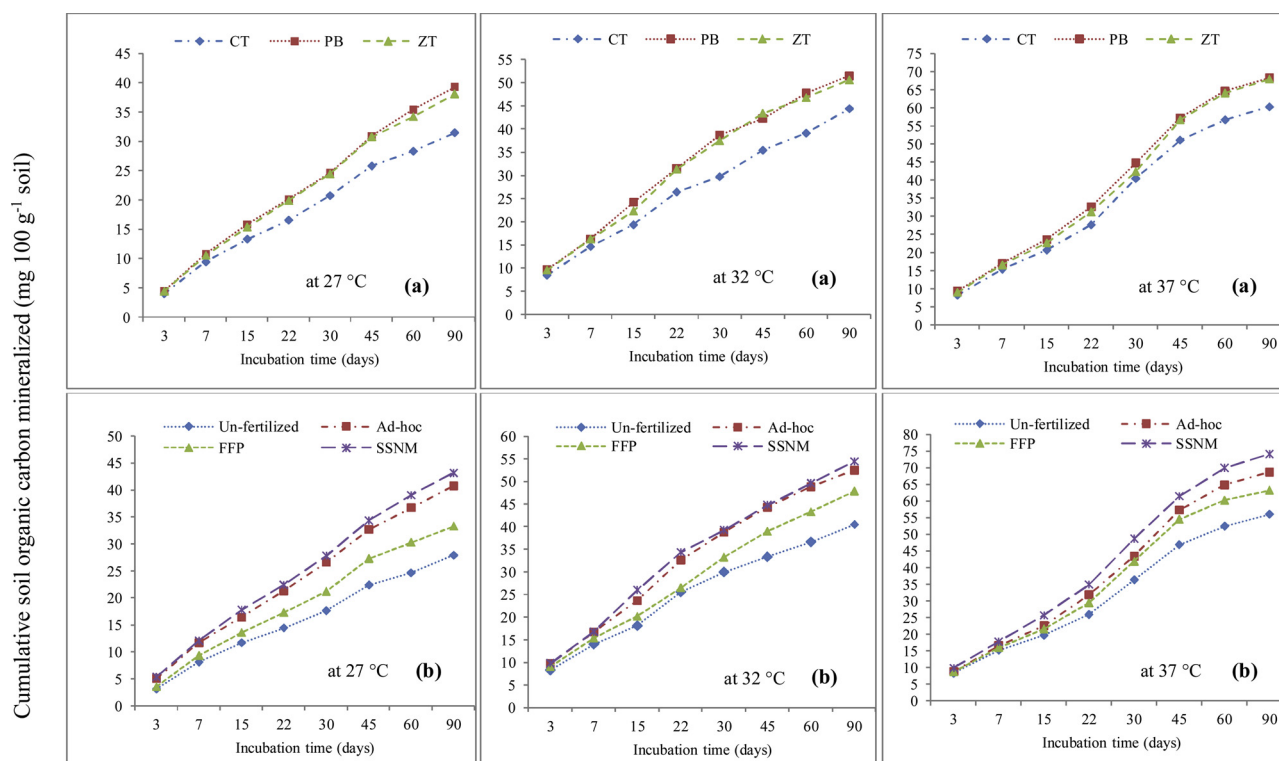 Cumulative soil organic carbon mineralized (mg 100 g⁻¹ soil)
CT PB ZT
45
40
35
30
25
20
15
10
5
0
at 27 °C (a)
3 7 15 22 30 45 60 90
Incubation time (days)
CT PB ZT
55
50
45
40
35
30
25
20
15
10
5
0
at 32 °C (a)
3 7 15 22 30 45 60 90
Incubation time (days)
CT PB ZT
75
70
65
60
55
50
45
40
35
30
25
20
15
10
5
0
at 37 °C (a)
3 7 15 22 30 45 60 90
Incubation time (days)
Un-fertilized Ad-hoc
FFP SSNM
50
45
40
35
30
25
20
15
10
5
0
at 27 °C (b)
3 7 15 22 30 45 60 90
Incubation time (days)
Un-fertilized Ad-hoc
FFP SSNM
60
55
50
45
40
35
30
25
20
15
10
5
0
at 32 °C (b)
3 7 15 22 30 45 60 90
Incubation time (days)
Un-fertilized Ad-hoc
FFP SSNM
80
75
70
65
60
55
50
45
40
35
30
25
20
15
10
5
0
at 37 °C (b)
3 7 15 22 30 45 60 90
Incubation time (days)